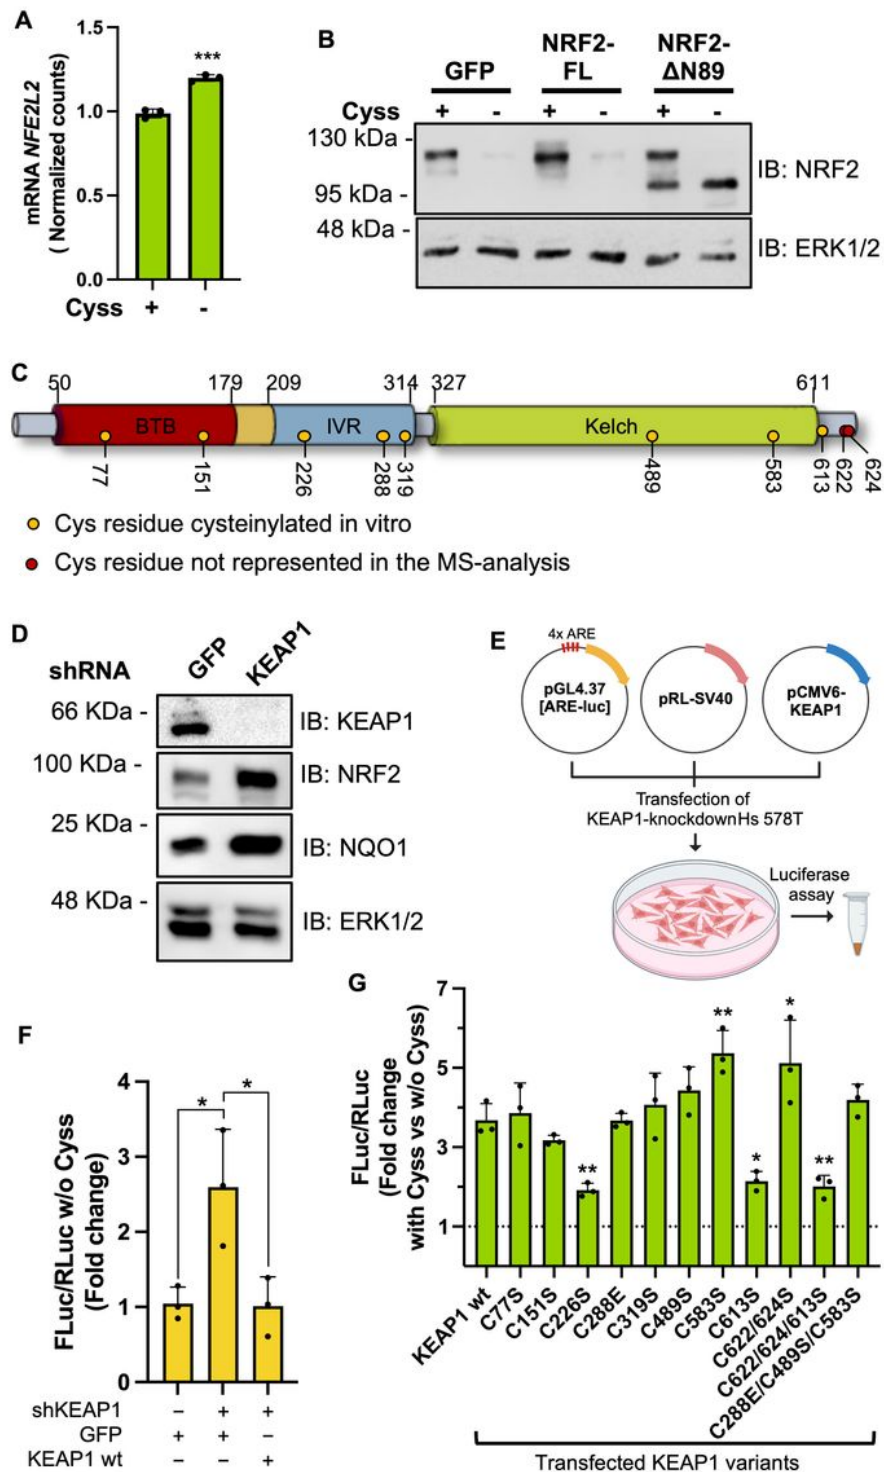 A
1.5
1.0
0.5
0.0
mRNA NFE2L2
( Normalized counts)
***
Cyss + -
B
GFP
NRF2-
FL
NRF2-
ΔN89
Cyss + - + - + -
130 kDa -
95 kDa -
48 kDa -
IB: NRF2
IB: ERK1/2
C
50 179 209 314 327 611
BTB IVR Kelch
77 151 226 288 319 489 583 613 622 624
Cys residue cysteinylated in vitro
Cys residue not represented in the MS-analysis
D
shRNA GFP KEAP1
66 KDa - IB: KEAP1
100 KDa - IB: NRF2
25 KDa - IB: NQO1
48 KDa - IB: ERK1/2
E
4x ARE
pGL4.37
[ARE-luc]
pRL-SV40
pCMV6-
KEAP1
Transfection of
KEAP1-knockdownHs 578T
Luciferase
assay
F
FLuc/RLuc w/o Cyss
(Fold change)
4
3
2
1
0
* *
shKEAP1 – + +
GFP + + –
KEAP1 wt – – +
G
FLuc/RLuc
(Fold change
with Cyss vs w/o Cyss)
7
5
3
1
** ** * * **
KEAP1 wt
C77S
C151S
C226S
C288E
C319S
C489S
C583S
C613S
C622/624S
C622/624/613S
C288E/C489S/C583S
Transfected KEAP1 variants